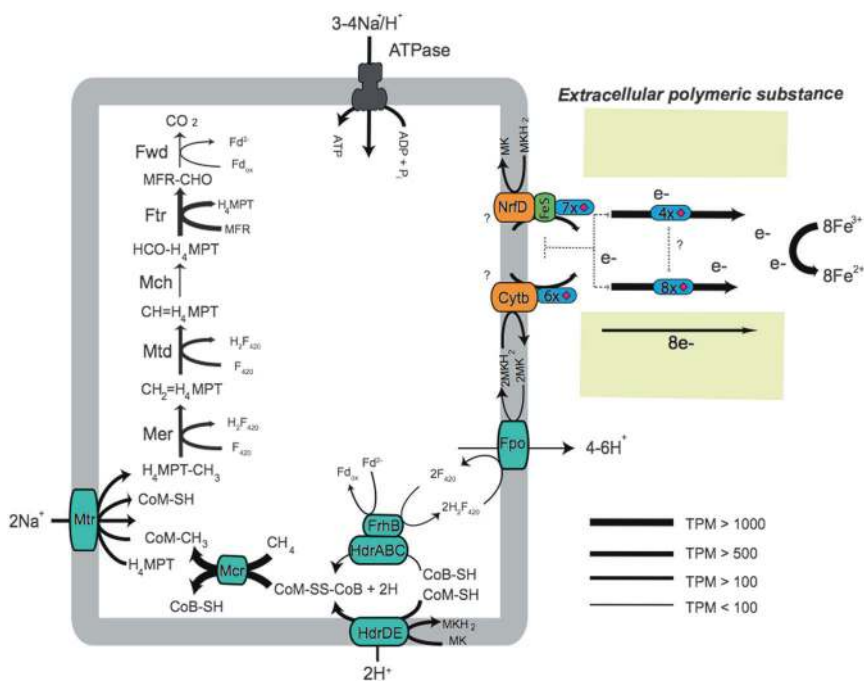 3-4Na⁺/H⁺
ATPase
ATP
ADP + Pᵢ
Extracellular polymeric substance
CO₂
Fwd
Fd²⁻
Fdₒₓ
MFR-CHO
Ftr
H₄MPT
MFR
HCO-H₄MPT
Mch
CH=H₄MPT
Mtd
H₂F₄₂₀
F₄₂₀
CH₂=H₄MPT
Mer
H₂F₄₂₀
F₄₂₀
H₄MPT-CH₃
2Na⁺
Mtr
CoM-SH
CoM-CH₃
H₄MPT
Mcr
CH₄
CoB-SH
CoM-SS-CoB + 2H
Fdₒₓ
Fd²⁻
2F₄₂₀
2H₂F₄₂₀
FrhB
HdrABC
CoB-SH
CoM-SH
HdrDE
MKH₂
MK
2H⁺
MK
MKH₂
NrfD
FeS
7x
?
e-
4x
e-
8Fe³⁺
?
e-
e-
e-
8Fe²⁺
?
Cytb
6x
8x
8e-
2MKH₂
2MK
Fpo
4-6H⁺
TPM > 1000
TPM > 500
TPM > 100
TPM < 100